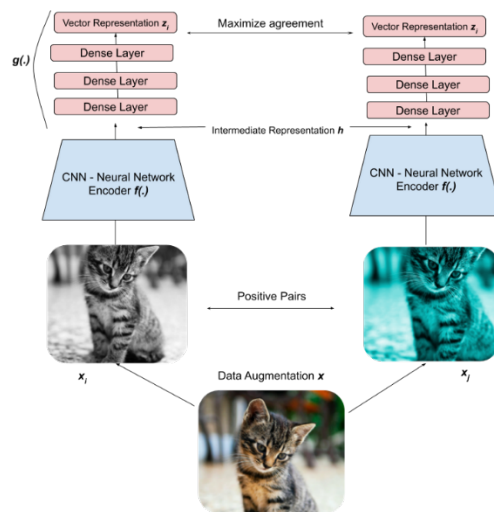 Vector Representation z_i
Maximize agreement
Vector Representation z_i
g(.)
Dense Layer
Dense Layer
Dense Layer
Dense Layer
Dense Layer
Dense Layer
Intermediate Representation h
CNN - Neural Network
Encoder f(.)
CNN - Neural Network
Encoder f(.)
Positive Pairs
x_i
Data Augmentation x
x_j